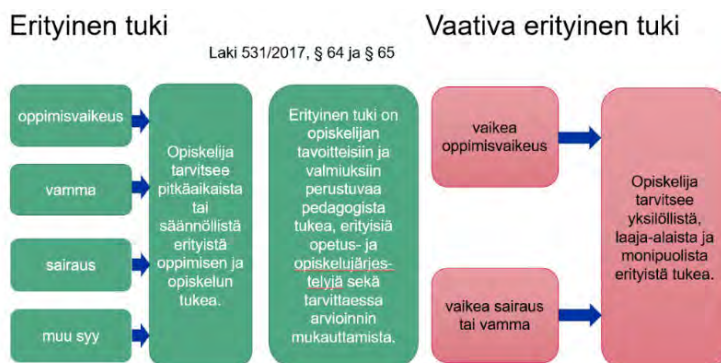 Erityinen tuki
Vaativa erityinen tuki
Laki 531/2017, § 64 ja § 65
oppimisvaikeus
vamma
sairaus
muu syy
Opiskelija
tarvitsee
pitkäaikaista
tai
säännöllistä
erityistä
oppimisen ja
opiskelun
tukea.
Erityinen tuki on
opiskelijan
tavoitteisiin ja
valmiuksiin
perustuvaa
pedagogista
tukea, erityisiä
opetus- ja
opiskelujärjes-
telyjä sekä
tarvittaessa
arvioinnin
mukauttamista.
vaikea
oppimisvaikeus
vaikea sairaus
tai vamma
Opiskelija
tarvitsee
yksilöllistä,
laaja-alaista ja
monipuolista
erityistä tukea.